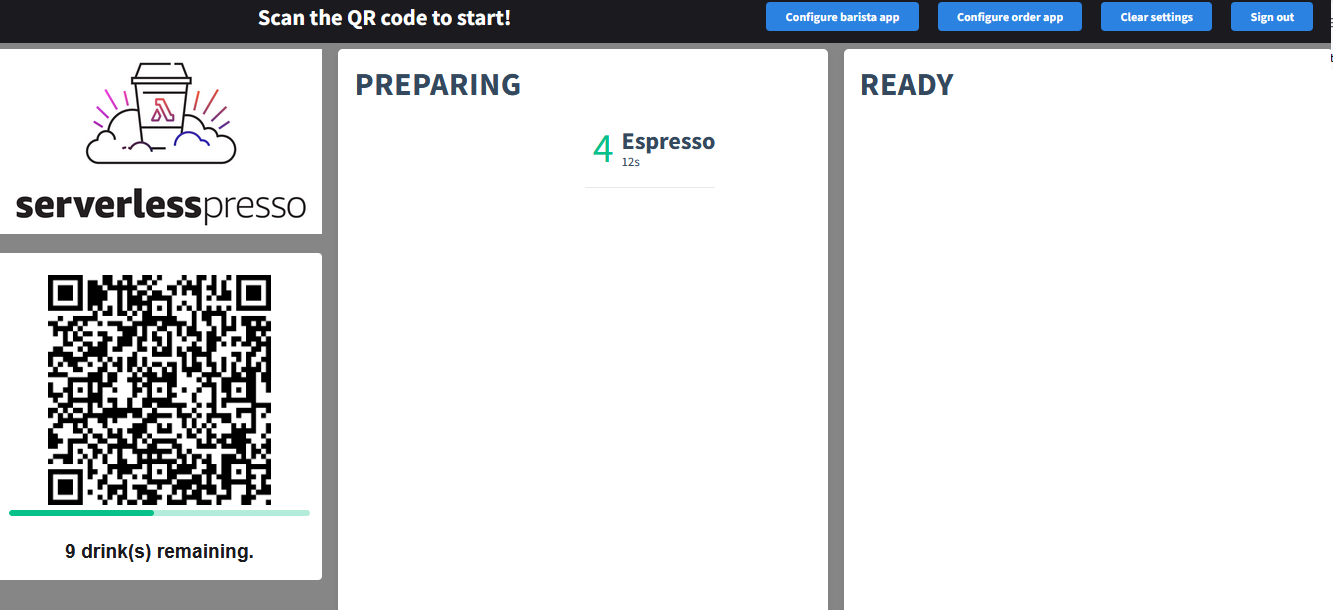 Scan the QR code to start!
Configure barista app
Configure order app
Clear settings
Sign out
serverlesspresso
9 drink(s) remaining.
PREPARING
4 Espresso
12s
READY